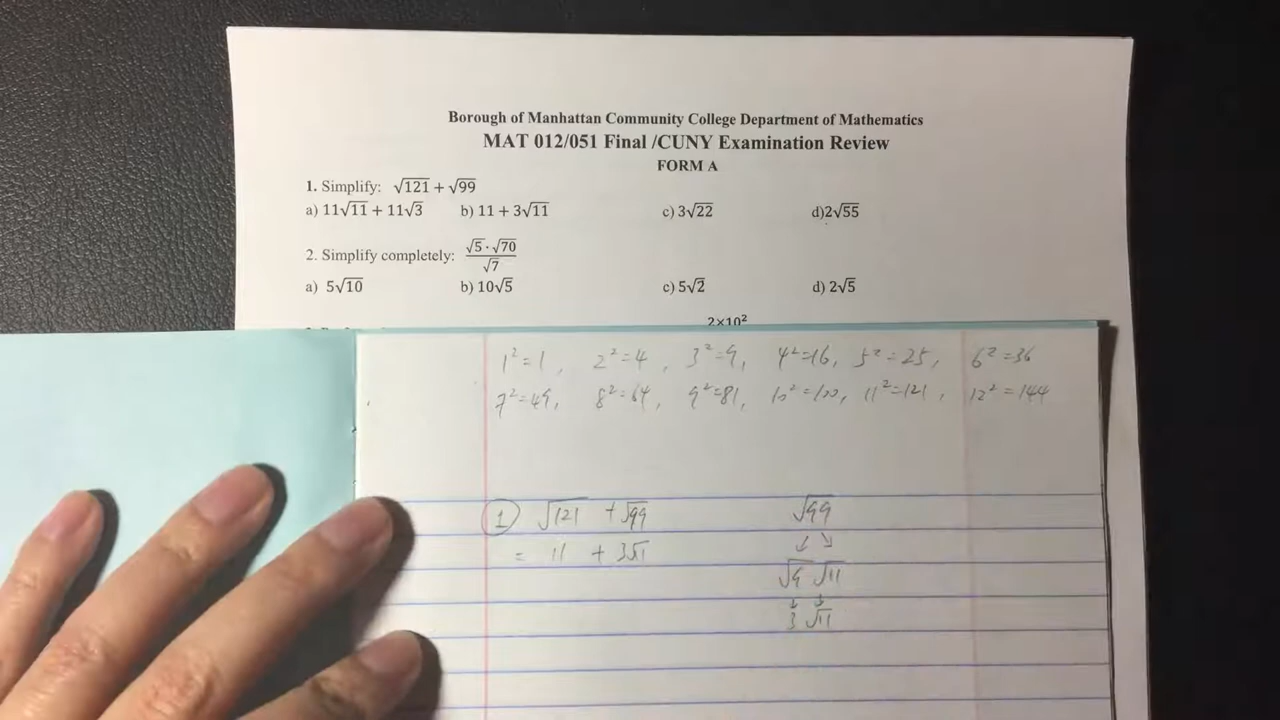 Borough of Manhattan Community College Department of Mathematics
MAT 012/051 Final /CUNY Examination Review
FORM A
1. Simplify: √121 + √99
a) 11√11 + 11√3 b) 11 + 3√11 c) 3√22 d)2√55
2. Simplify completely: (√5 · √70)/√7
a) 5√10 b) 10√5 c) 5√2 d) 2√5
2×10²
1²=1, 2²=4, 3²=9, 4²=16, 5²=25, 6²=36
7²=49, 8²=64, 9²=81, 10²=100, 11²=121, 12²=144
① √121 + √99 √99
= 11 + 3√11 ↙ ↘
√9 √11
↓ ↓
3 √11